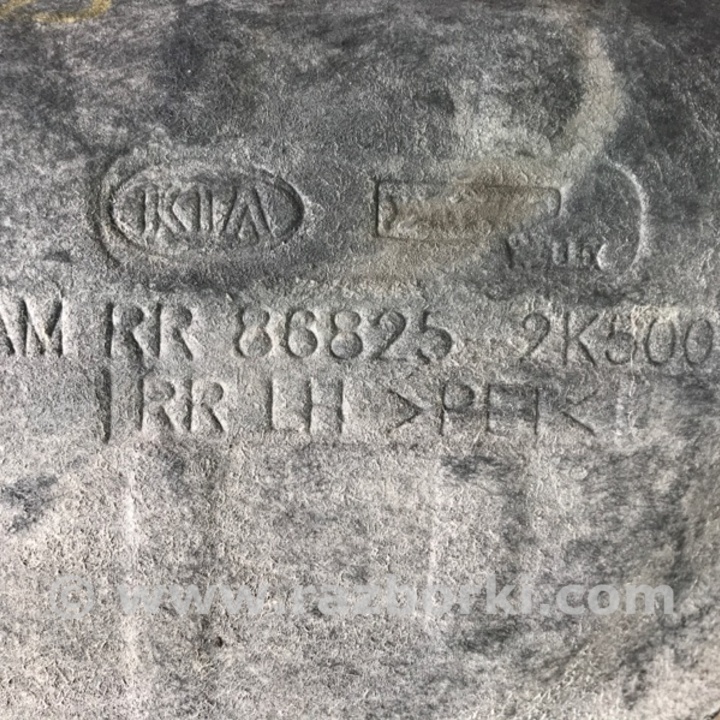 KIA
AM RR 86825 2K500
RR LH >PET<
© www.razborki.com